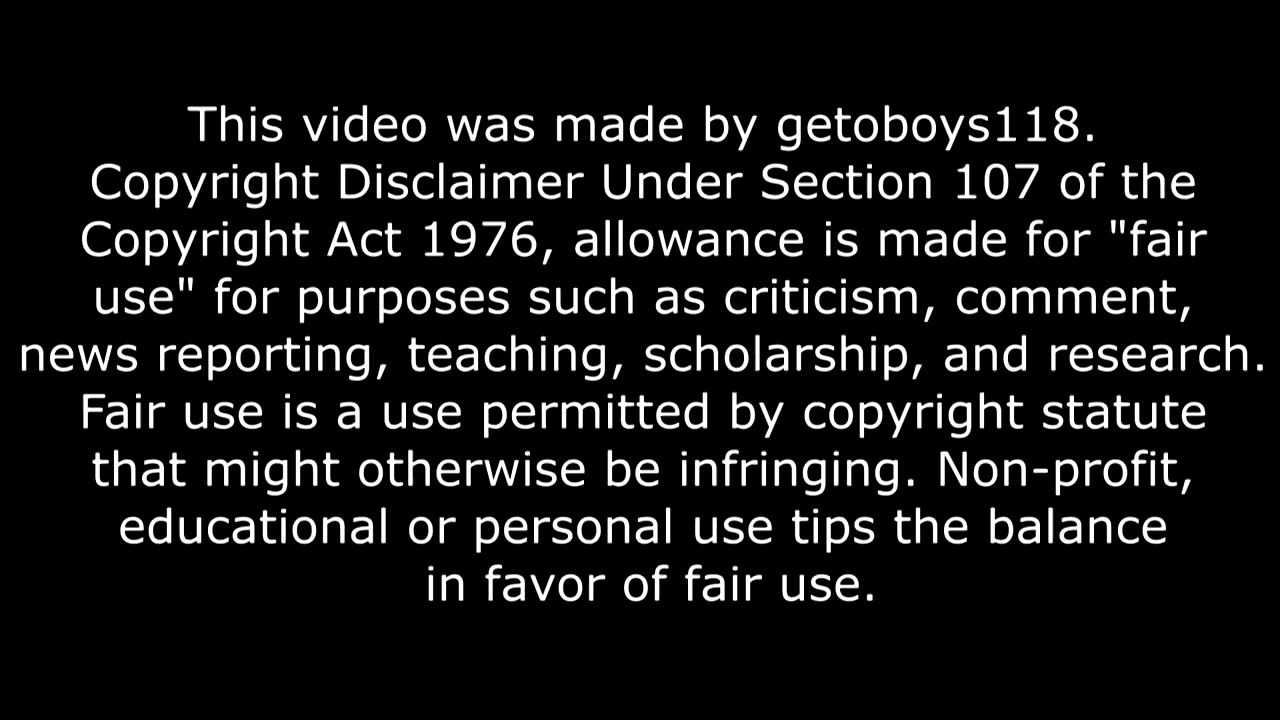 This video was made by getoboys118.
Copyright Disclaimer Under Section 107 of the
Copyright Act 1976, allowance is made for "fair
use" for purposes such as criticism, comment,
news reporting, teaching, scholarship, and research.
Fair use is a use permitted by copyright statute
that might otherwise be infringing. Non-profit,
educational or personal use tips the balance
in favor of fair use.